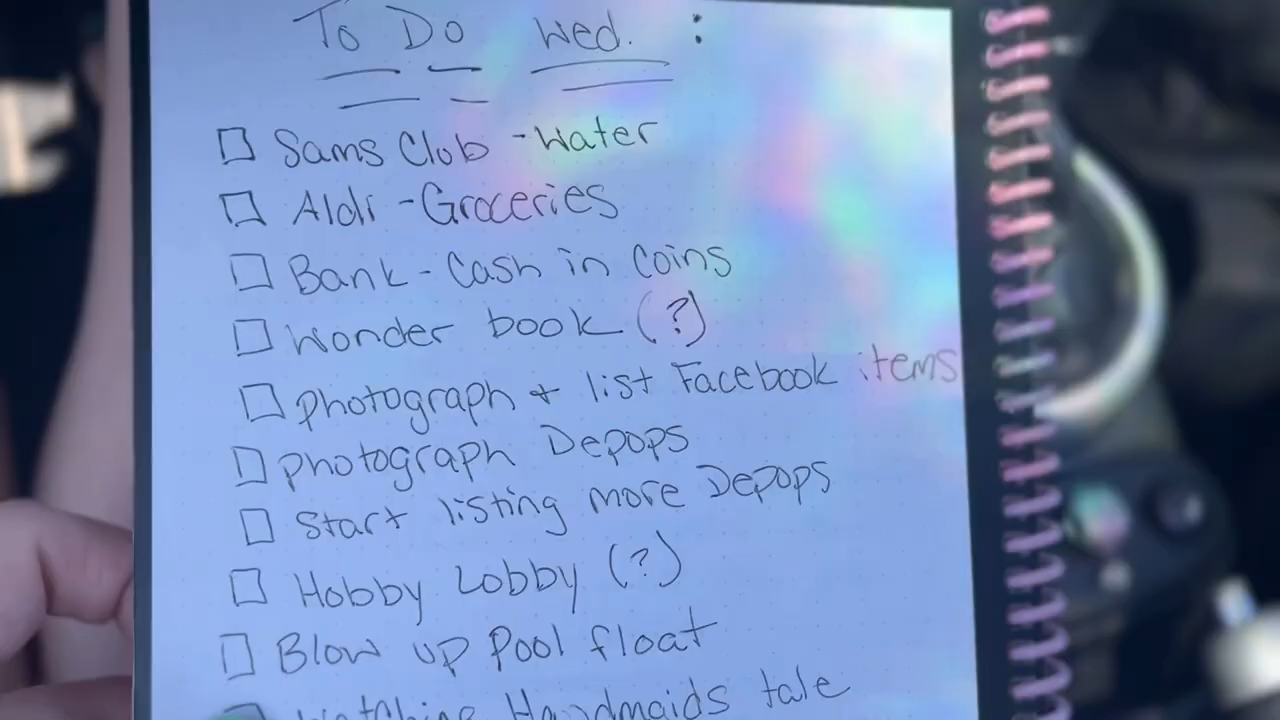 To Do Wed. :
Sams Club - Water
Aldi - Groceries
Bank - Cash in Coins
Wonder book (?)
photograph + list Facebook items
photograph Depops
Start listing more Depops
Hobby Lobby (?)
Blow up Pool float
Watching Handmaids tale